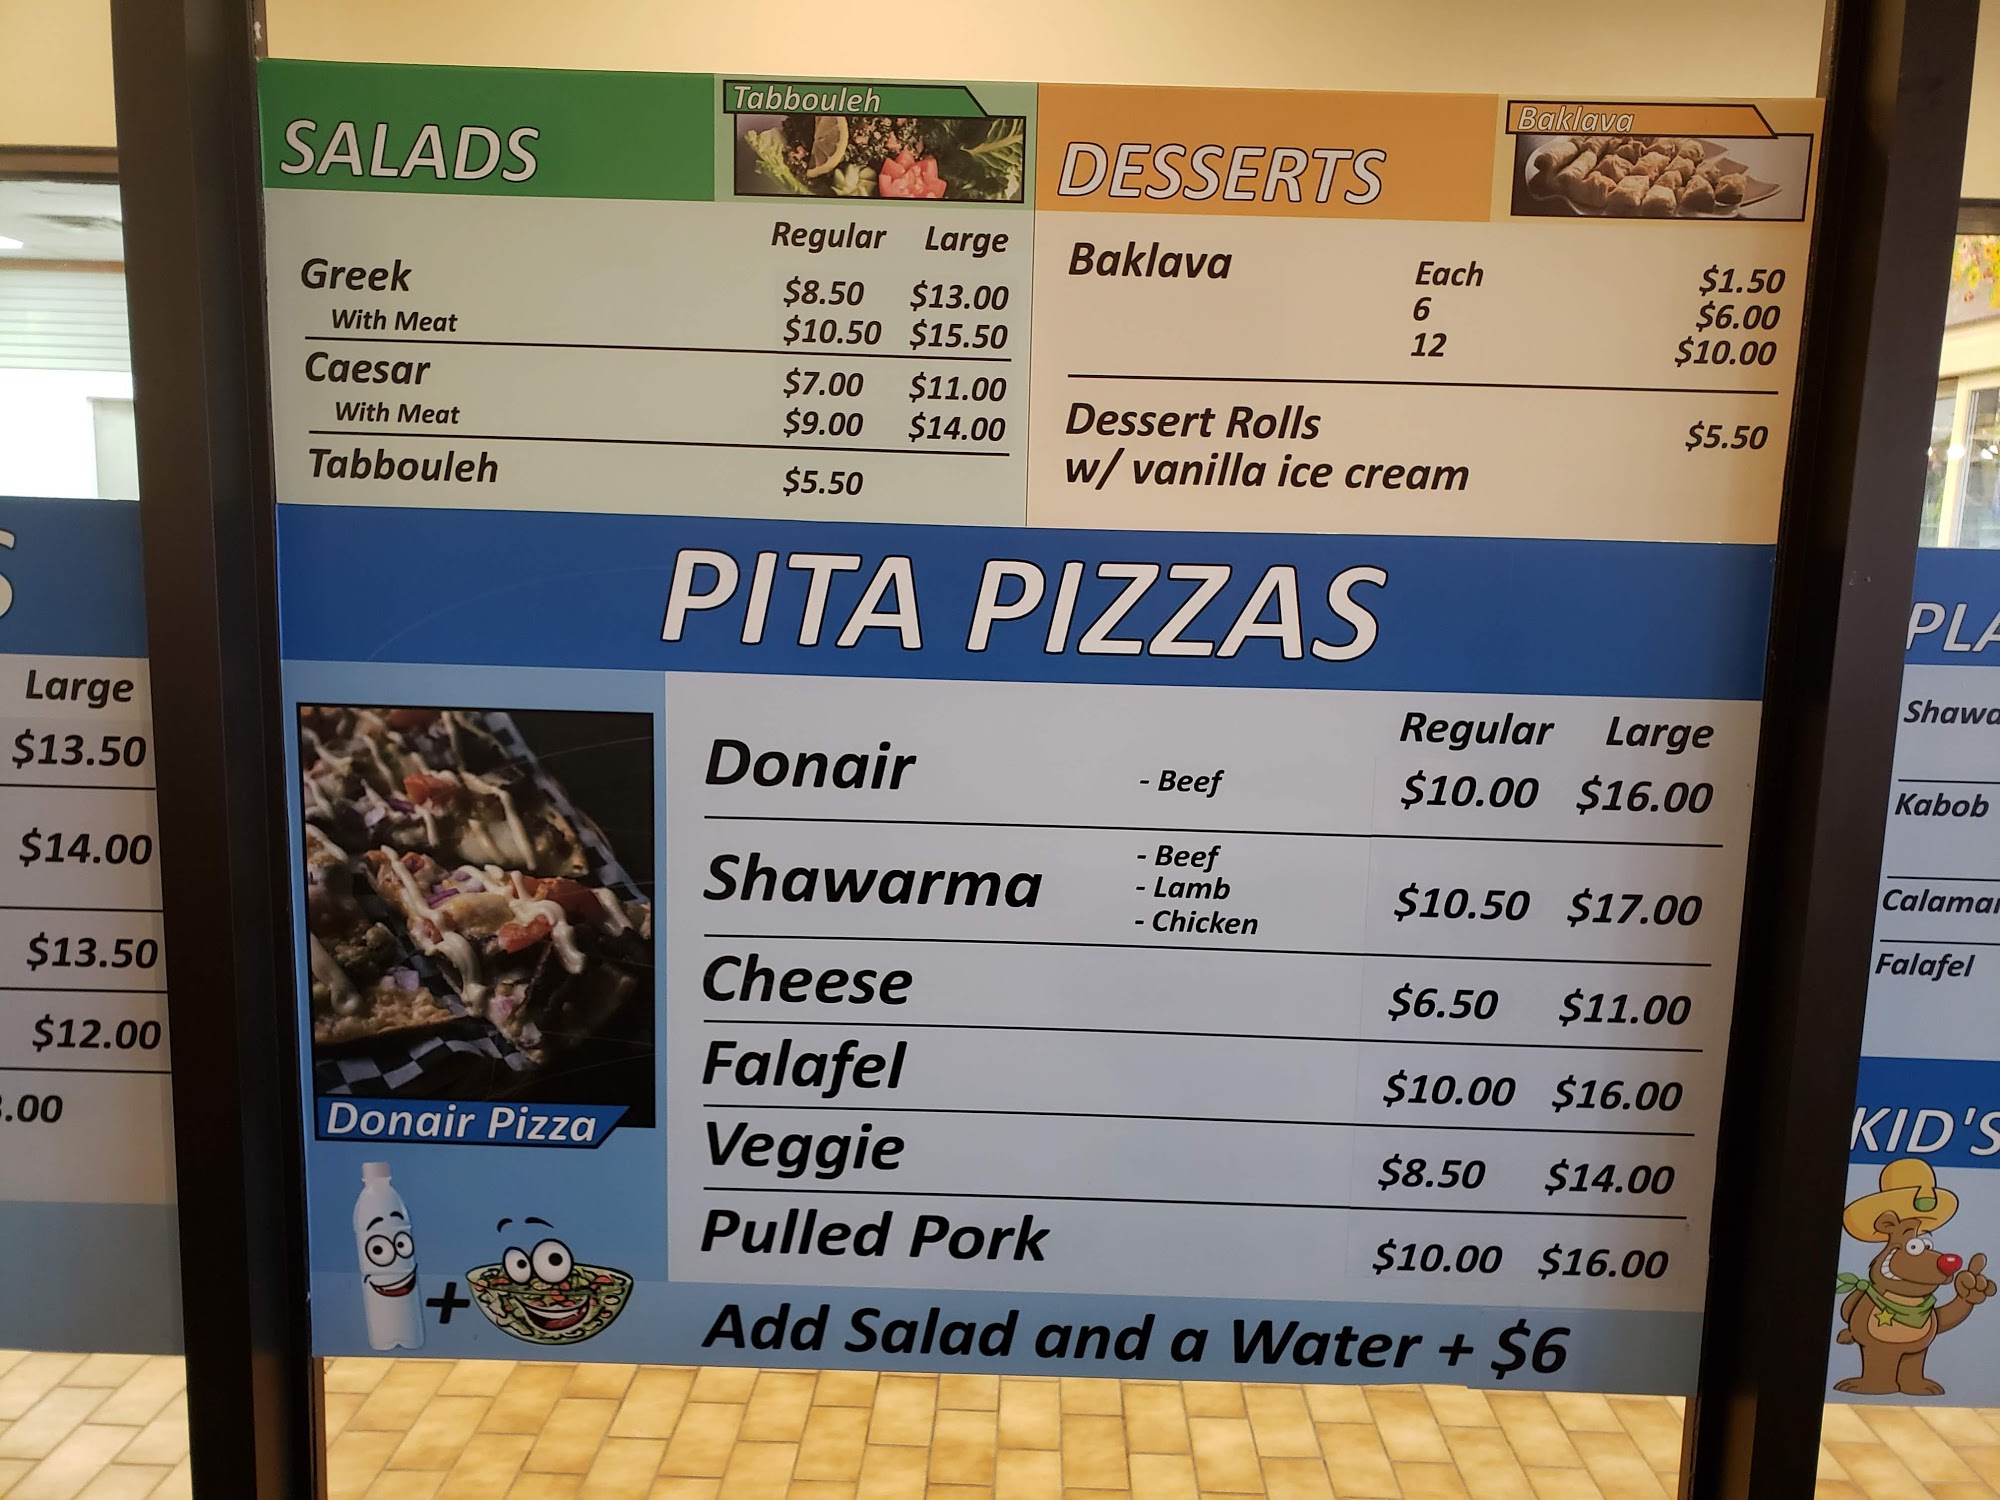 SALADS
Tabbouleh
Regular Large
Greek $8.50 $13.00
With Meat $10.50 $15.50
Caesar $7.00 $11.00
With Meat $9.00 $14.00
Tabbouleh $5.50
DESSERTS
Baklava
Baklava Each $1.50
6 $6.00
12 $10.00
Dessert Rolls $5.50
w/ vanilla ice cream
PITA PIZZAS
Regular Large
Donair - Beef $10.00 $16.00
Shawarma - Beef
- Lamb $10.50 $17.00
- Chicken
Cheese $6.50 $11.00
Falafel $10.00 $16.00
Veggie $8.50 $14.00
Pulled Pork $10.00 $16.00
Donair Pizza
+
Add Salad and a Water + $6
Large
$13.50
$14.00
$13.50
$12.00
.00
Kabob
Falafel
KID'S